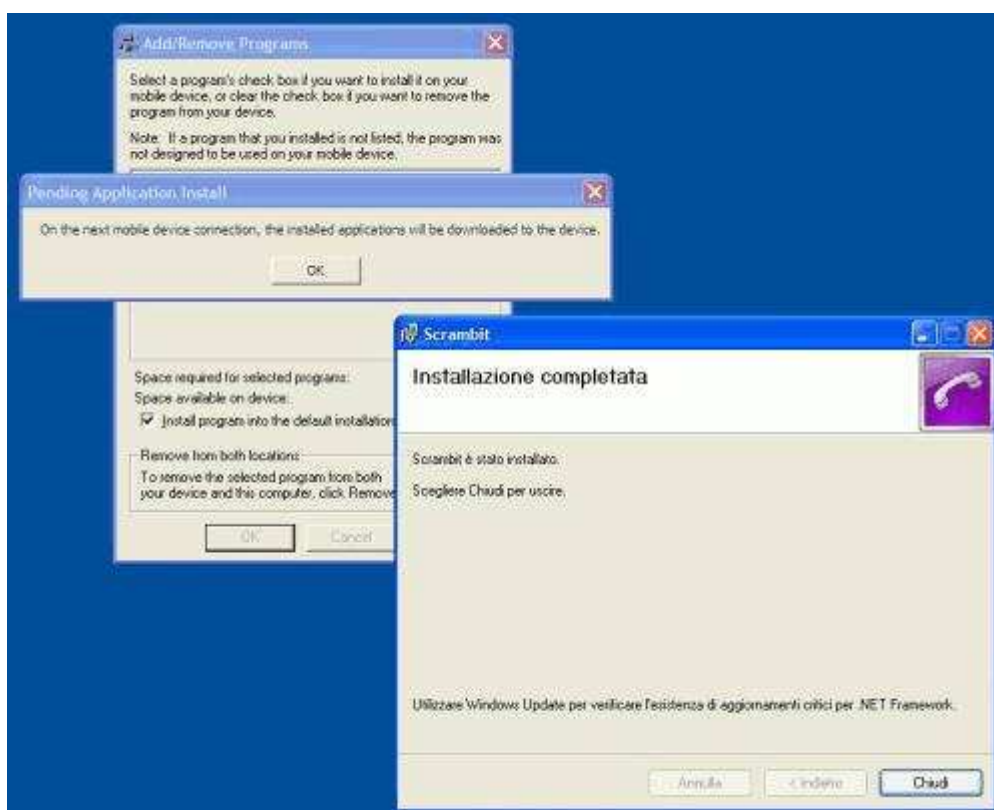 Add/Remove Programs
Select a program's check box if you want to install it on your
mobile device, or clear the check box if you want to remove the
program from your device.
Note: If a program that you installed is not listed, the program was
not designed to be used on your mobile device.
Pending Application Install
On the next mobile device connection, the installed applications will be downloaded to the device.
OK
Space required for selected programs:
Space available on device:
Install program into the default installation
Remove from both locations
To remove the selected program from both
your device and this computer, click Remove
OK
Cancel
Scrambit
Installazione completata
Scrambit è stato installato.
Scegliere Chiudi per uscire.
Utilizzare Windows Update per verificare l'esistenza di aggiornamenti critici per .NET Framework.
Annulla
< Indietro
Chiudi